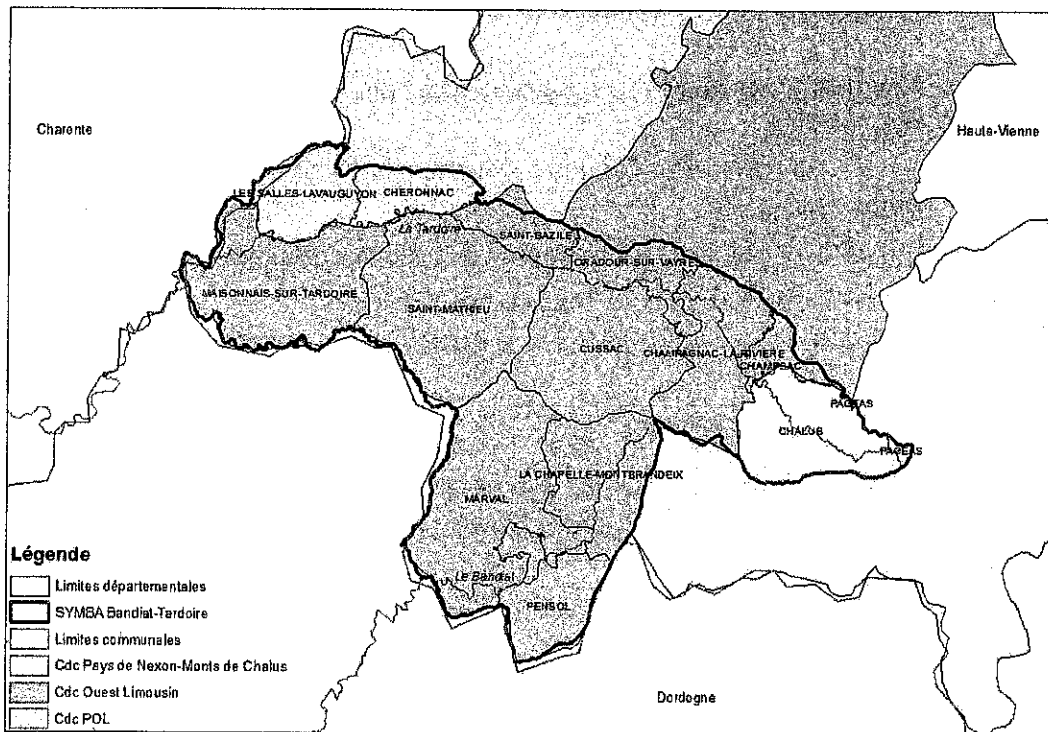 Charente
Haute-Vienne
LES SALLES-LAVAUGUYON
CHERONNAC
La Tardoire
SAINT-BAZILE
ORADOUR-SUR-VAYRES
MAISONNAIS-SUR-TARDOIRE
SAINT-MATHIEU
CUSSAC
CHAMPAGNAC-LA-RIVIERE
CHAMPSAC
PAGEAS
CHALUS
PAGEAS
LA CHAPELLE-MONTBRANDEIX
MARVAL
Le Bandiat
PENSOL
Dordogne
Légende
Limites départementales
SYMBA Bandiat-Tardoire
Limites communales
Cdc Pays de Nexon-Monts de Chalus
Cdc Ouest Limousin
Cdc POL